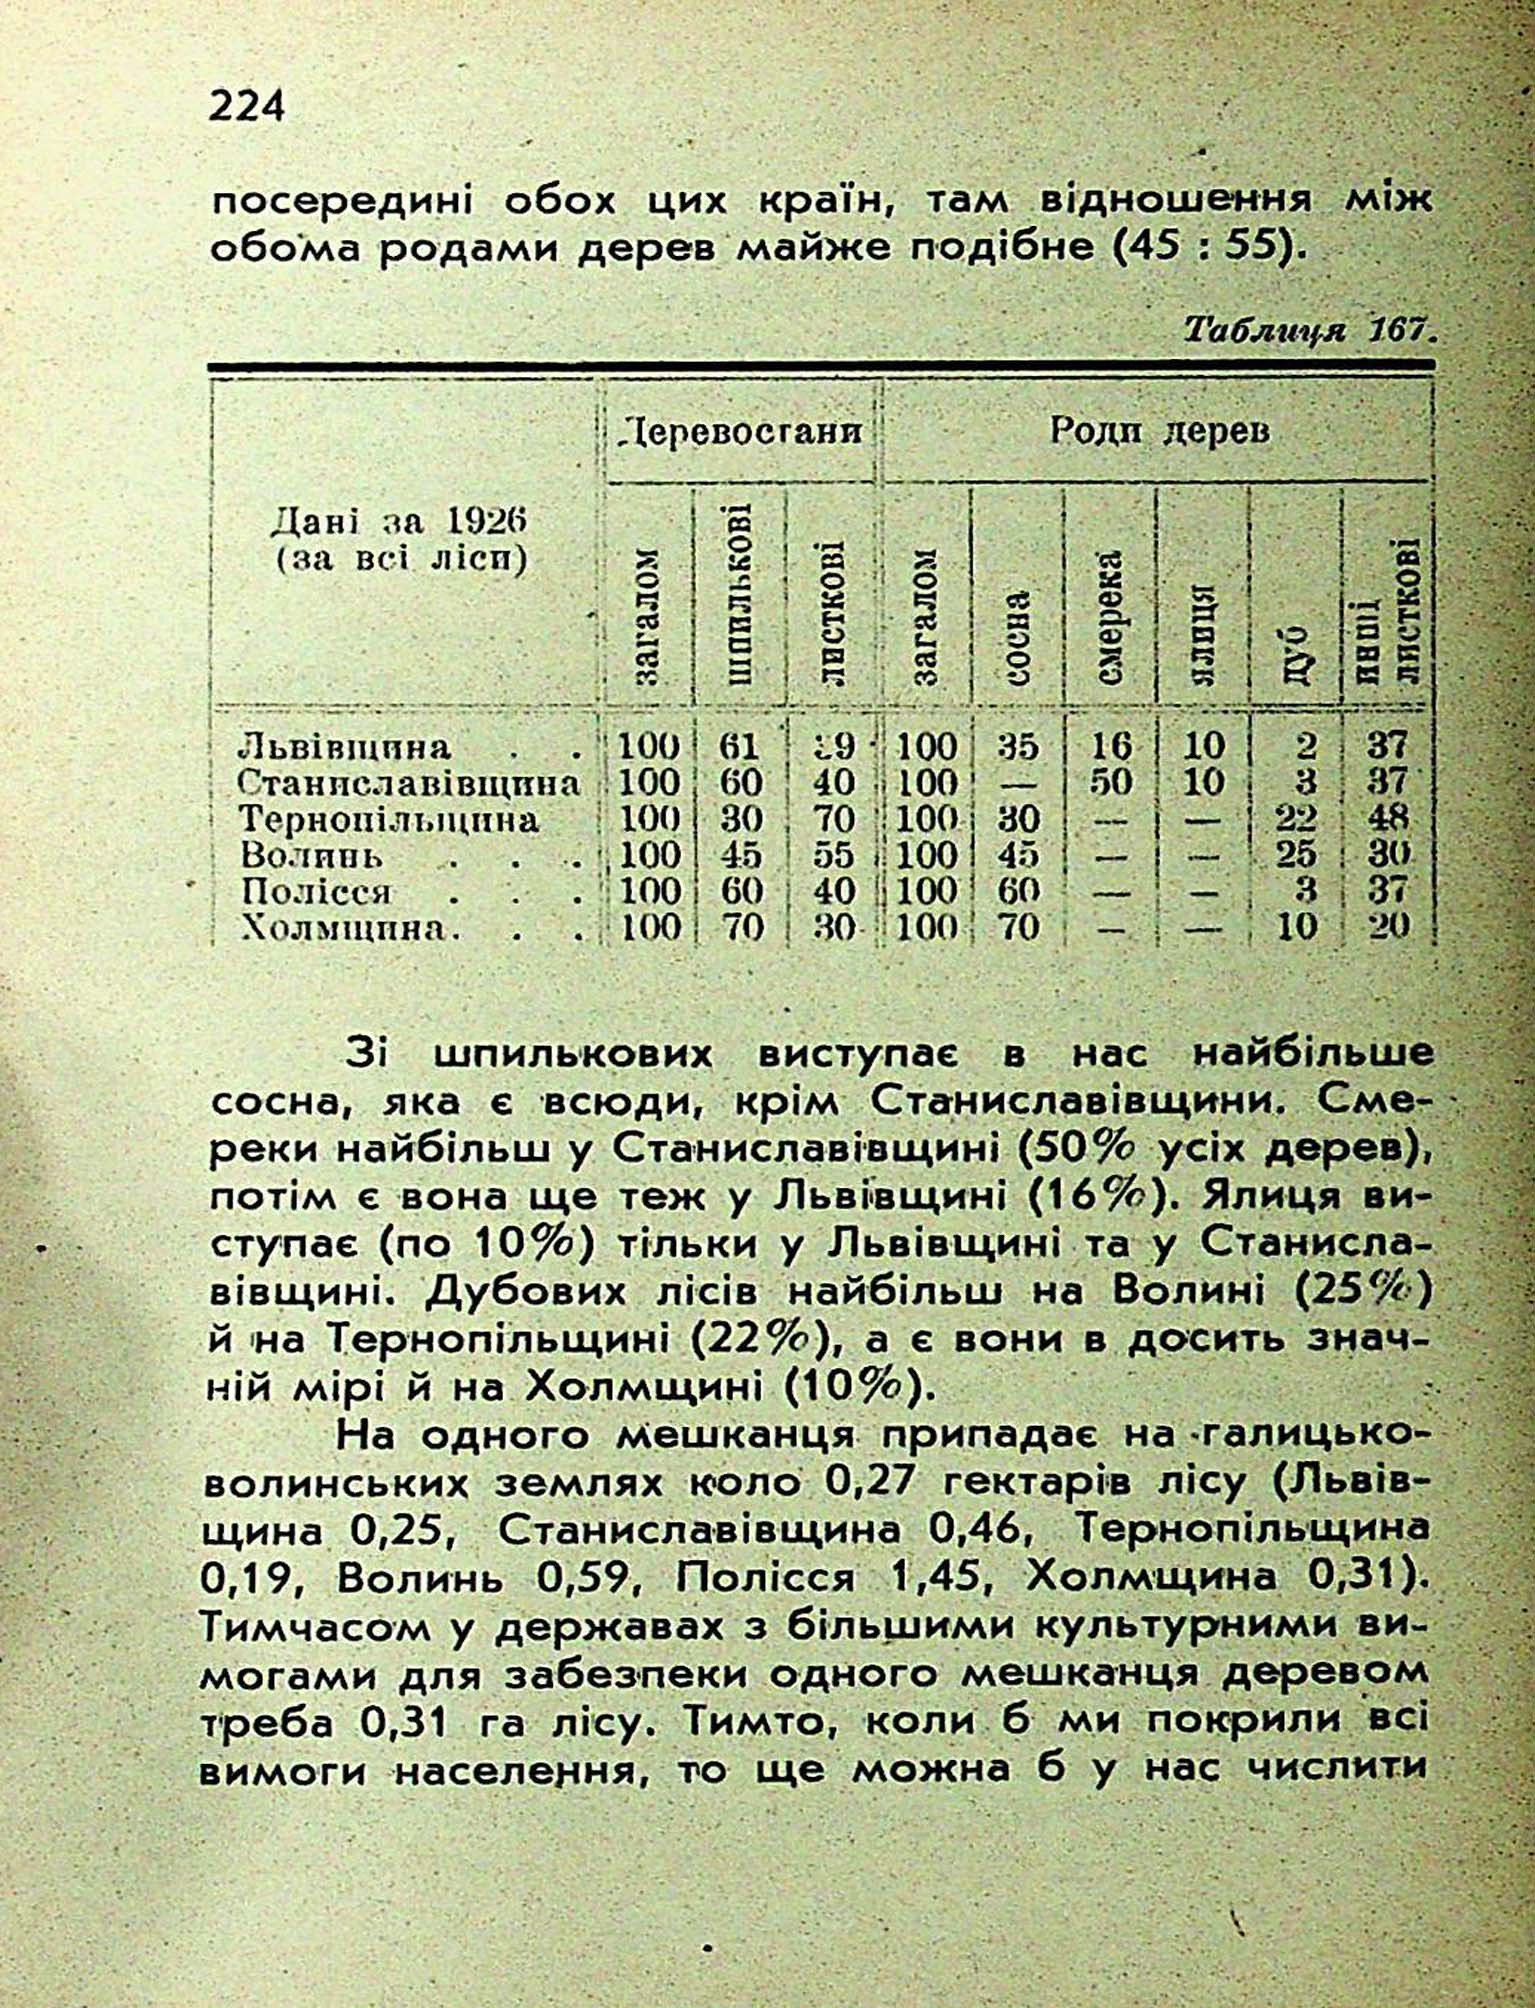 224
посередині обох цих країн, там відношення між
обома родами дерев майже подібне (45 : 55).
Таблиця 167.
Дані за 1926 (за всі ліси) Деревостани Роди дерев
загалом шпилькові листкові загалом сосна смерека ялиця дуб инші листкові
Львівщина . . 100 61 100 35 16 10 2 37
Станиславівщина 100 60 40 100 — 50 10 3 37
Тернопільщина 100 30 70 100 30 — — 22 48
Волинь . . . 100 45 55 100 45 — — 25 30
Полісся . . . 100 60 40 100 60 — — 3 37
Холмщина . . . 100 70 30 100 70 — — 10 20
Зі шпилькових виступає в нас найбільше
сосна, яка є всюди, крім Станиславівщини. Сме-
реки найбільш у Станиславівщині (50% усіх дерев),
потім є вона ще теж у Львівщині (16%). Ялиця ви-
ступає (по 10%) тільки у Львівщині та у Станисла-
вівщині. Дубових лісів найбільш на Волині (25%)
й на Тернопільщині (22%), а є вони в досить знач-
ній мірі й на Холмщині (10%).
На одного мешканця припадає на галицько-
волинських землях коло 0,27 гектарів лісу (Львів-
щина 0,25, Станиславівщина 0,46, Тернопільщина
0,19, Волинь 0,59, Полісся 1,45, Холмщина 0,31).
Тимчасом у державах з більшими культурними ви-
могами для забезпеки одного мешканця деревом
треба 0,31 га лісу. Тимто, коли б ми покрили всі
вимоги населення, то ще можна б у нас числити